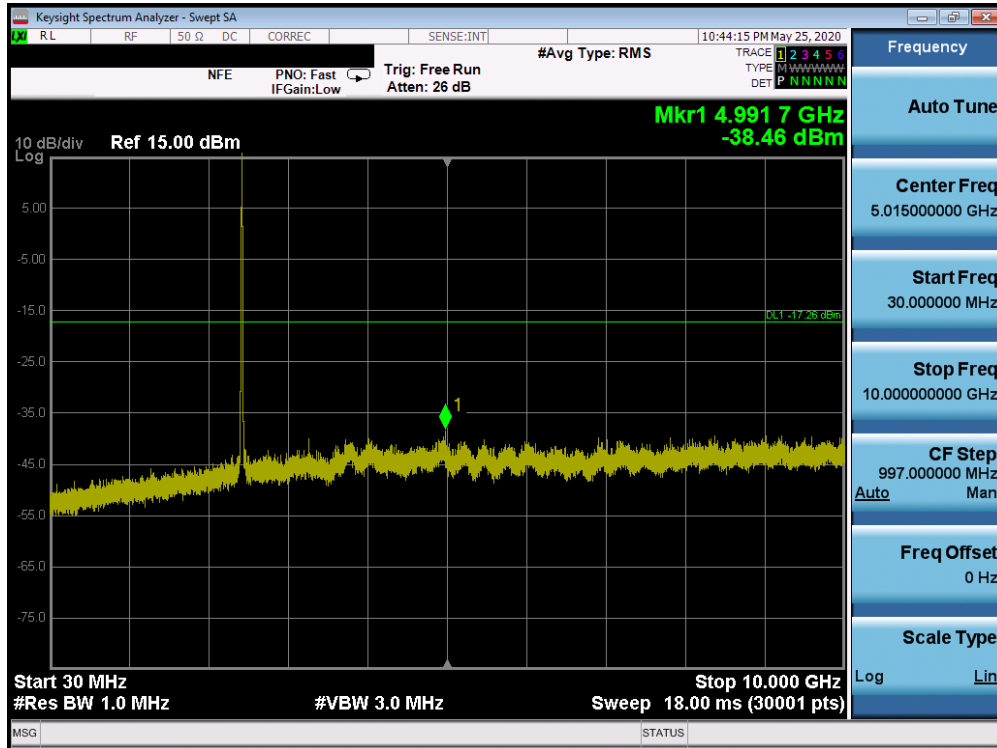 Keysight Spectrum Analyzer - Swept SA
LXI RL RF 50 Ω DC CORREC SENSE:INT 10:44:15 PM May 25, 2020
NFE PNO: Fast Trig: Free Run #Avg Type: RMS TRACE 1 2 3 4 5 6
IFGain:Low Atten: 26 dB TYPE M WWWWW
DET P N N N N N
Mkr1 4.991 7 GHz
-38.46 dBm
10 dB/div Ref 15.00 dBm
Log
5.00
-5.00
-15.0
DL1 -17.26 dBm
-25.0
-35.0
1
-45.0
-55.0
-65.0
-75.0
Start 30 MHz Stop 10.000 GHz
#Res BW 1.0 MHz #VBW 3.0 MHz Sweep 18.00 ms (30001 pts)
MSG STATUS
Frequency
Auto Tune
Center Freq
5.015000000 GHz
Start Freq
30.000000 MHz
Stop Freq
10.000000000 GHz
CF Step
997.000000 MHz
Auto Man
Freq Offset
0 Hz
Scale Type
Log Lin